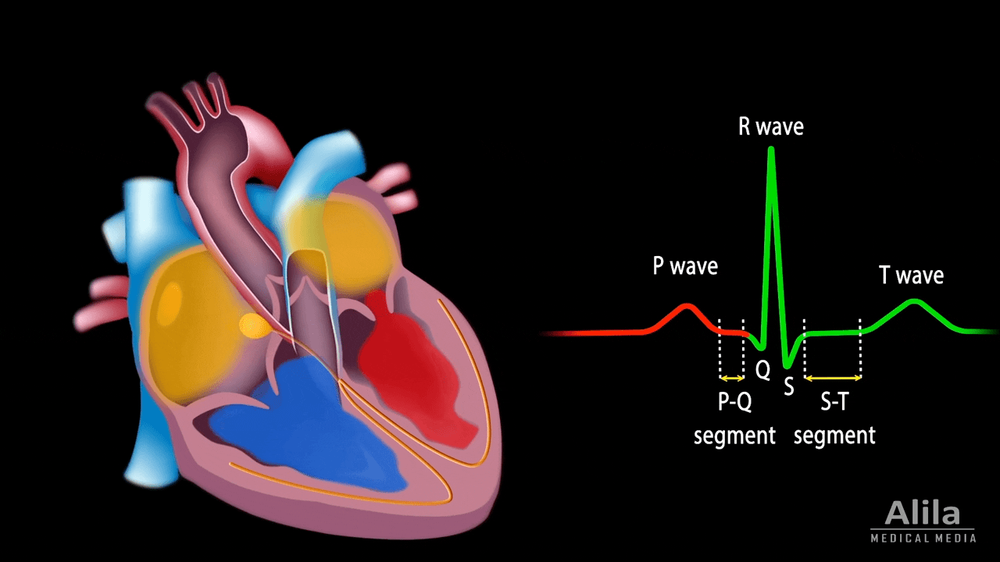 R wave
P wave
T wave
Q
S
P-Q
segment
S-T
segment
Alila
MEDICAL MEDIA